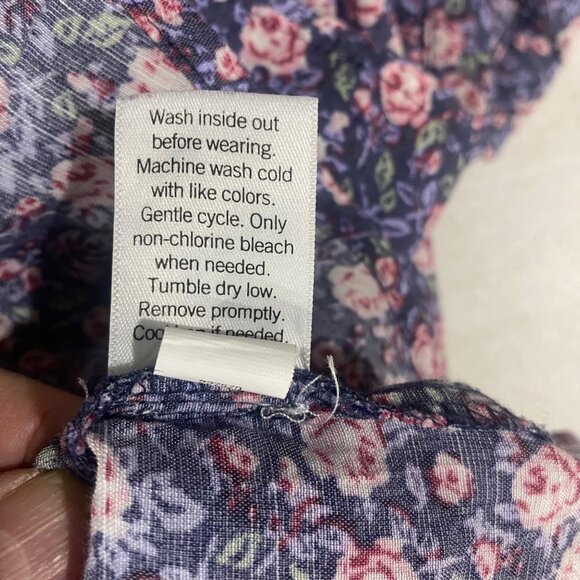 Wash inside out
before wearing.
Machine wash cold
with like colors.
Gentle cycle. Only
non-chlorine bleach
when needed.
Tumble dry low.
Remove promptly.
if needed.